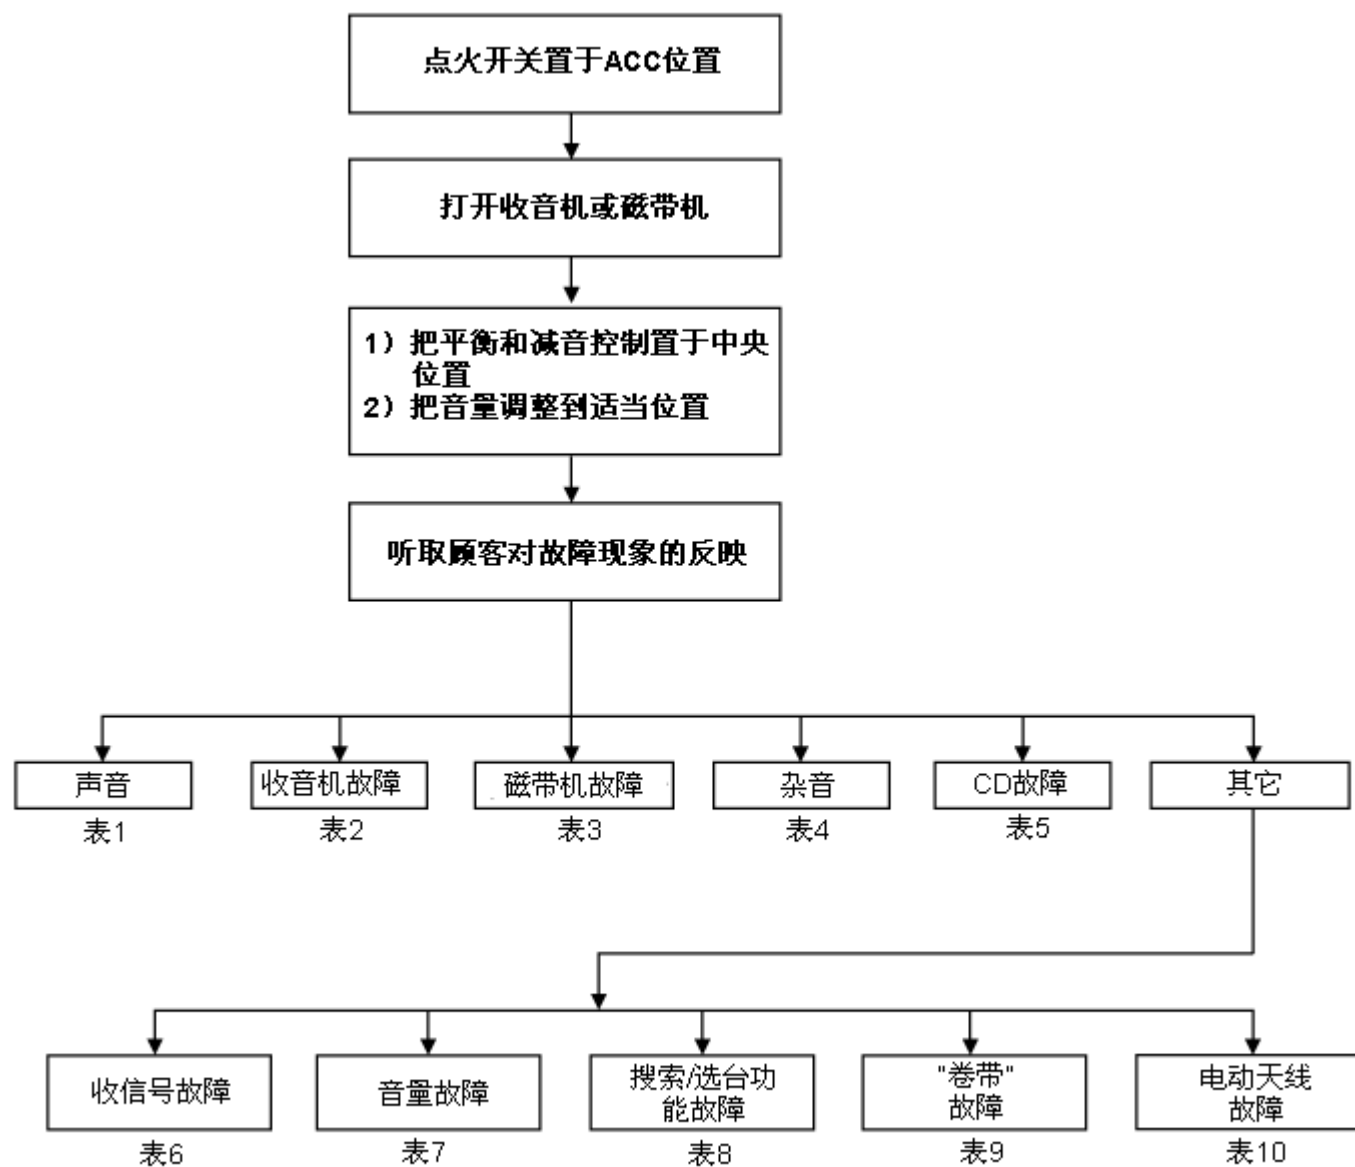 点火开关置于ACC位置
打开收音机或磁带机
1）把平衡和减音控制置于中央
位置
2）把音量调整到适当位置
听取顾客对故障现象的反映
声音
收音机故障
磁带机故障
杂音
CD故障
其它
表1
表2
表3
表4
表5
收信号故障
音量故障
搜索/选台功
能故障
"卷带"
故障
电动天线
故障
表6
表7
表8
表9
表10